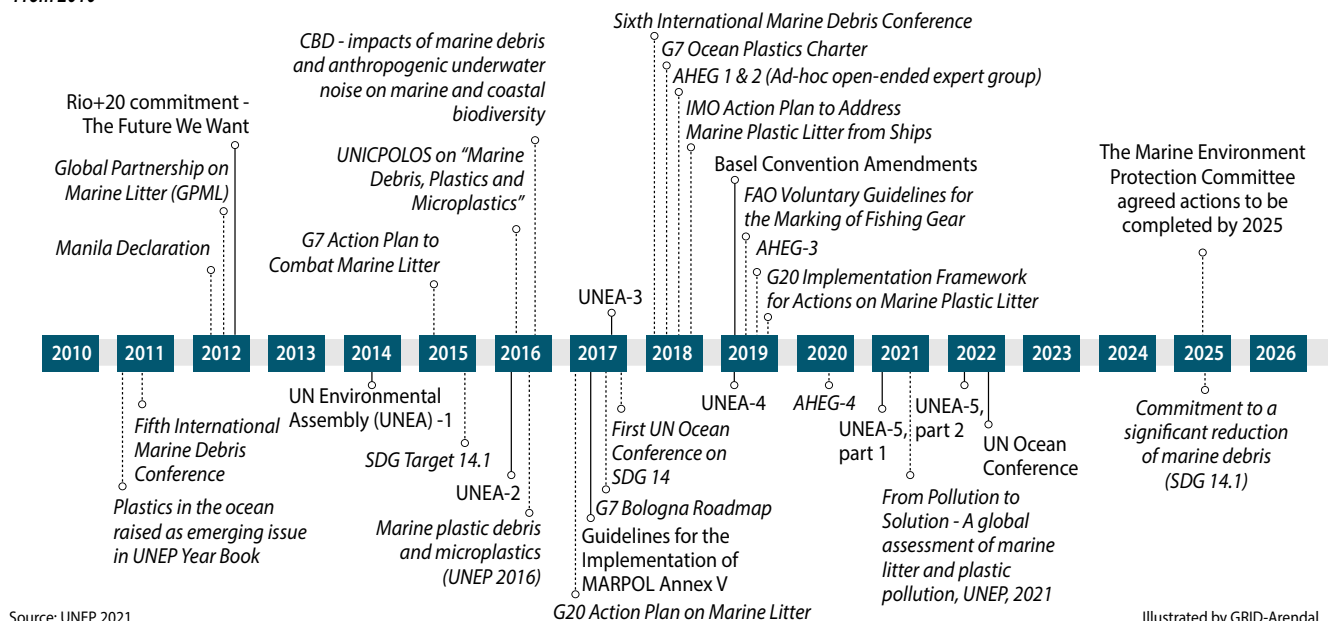 From 2010
Sixth International Marine Debris Conference
G7 Ocean Plastics Charter
AHEG 1 & 2 (Ad-hoc open-ended expert group)
IMO Action Plan to Address
Marine Plastic Litter from Ships
CBD - impacts of marine debris
and anthropogenic underwater
noise on marine and coastal
biodiversity
Rio+20 commitment -
The Future We Want
Global Partnership on
Marine Litter (GPML)
Manila Declaration
UNICPOLOS on “Marine
Debris, Plastics and
Microplastics”
G7 Action Plan to
Combat Marine Litter
UNEA-3
Basel Convention Amendments
FAO Voluntary Guidelines for
the Marking of Fishing Gear
AHEG-3
G20 Implementation Framework
for Actions on Marine Plastic Litter
The Marine Environment
Protection Committee
agreed actions to be
completed by 2025
2010 2011 2012 2013 2014 2015 2016 2017 2018 2019 2020 2021 2022 2023 2024 2025 2026
Fifth International
Marine Debris
Conference
Plastics in the ocean
raised as emerging issue
in UNEP Year Book
UN Environmental
Assembly (UNEA) -1
SDG Target 14.1
UNEA-2
Marine plastic debris
and microplastics
(UNEP 2016)
First UN Ocean
Conference on
SDG 14
G7 Bologna Roadmap
Guidelines for the
Implementation of
MARPOL Annex V
G20 Action Plan on Marine Litter
UNEA-4
AHEG-4
UNEA-5,
part 1
UNEA-5,
part 2
UN Ocean
Conference
From Pollution to
Solution - A global
assessment of marine
litter and plastic
pollution, UNEP, 2021
Commitment to a
significant reduction
of marine debris
(SDG 14.1)
Source: UNEP 2021
Illustrated by GRID-Arendal